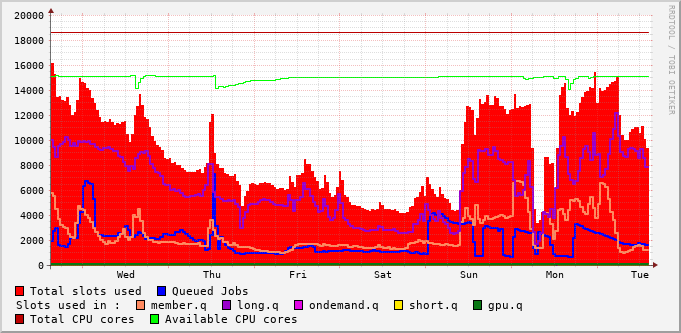 20000
18000
16000
14000
12000
10000
8000
6000
4000
2000
0
Wed Thu Fri Sat Sun Mon Tue
RRDTOOL / TOBI OETIKER
Total slots used Queued Jobs
Slots used in : member.q long.q ondemand.q short.q gpu.q
Total CPU cores Available CPU cores